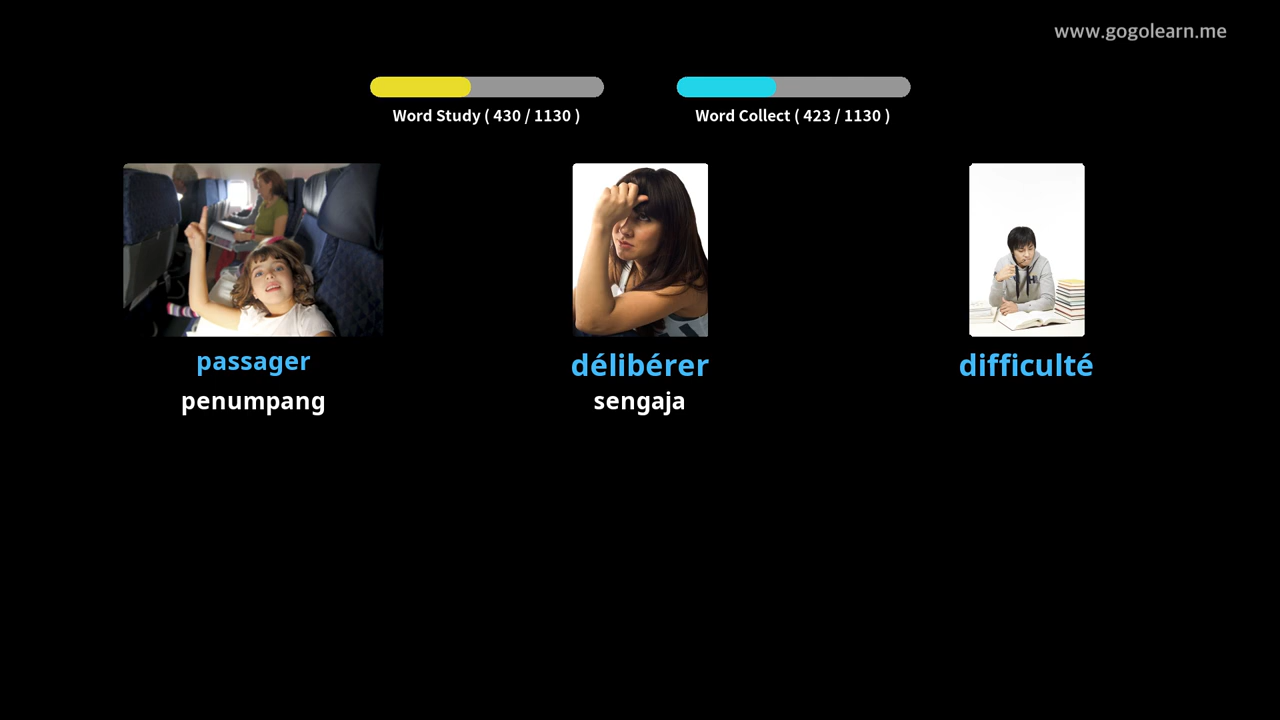 www.gogolearn.me
Word Study ( 430 / 1130 )
Word Collect ( 423 / 1130 )
passager
penumpang
délibérer
sengaja
difficulté